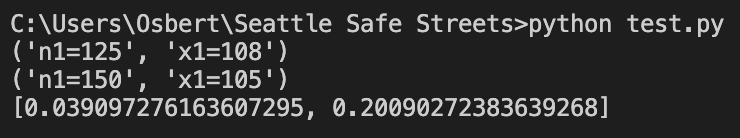 C:\Users\Osbert\Seattle Safe Streets>python test.py
('n1=125', 'x1=108')
('n1=150', 'x1=105')
[0.039097276163607295, 0.20090272383639268]